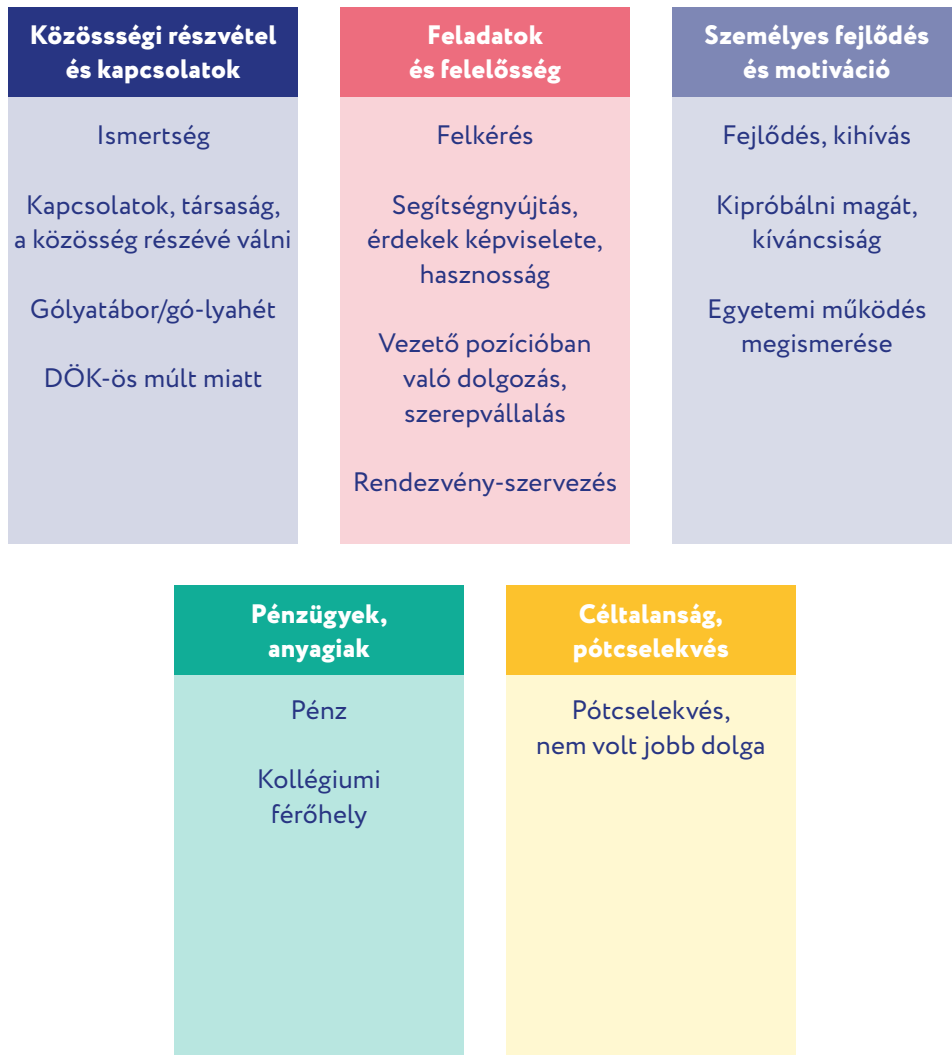 Közössségi részvétel
és kapcsolatok
Ismertség
Kapcsolatok, társaság,
a közösség részévé válni
Gólyatábor/gó-lyahét
DÖK-ös múlt miatt
Feladatok
és felelősség
Felkérés
Segítségnyújtás,
érdekek képviselete,
hasznosság
Vezető pozícióban
való dolgozás,
szerepvállalás
Rendezvény-szervezés
Személyes fejlődés
és motiváció
Fejlődés, kihívás
Kipróbálni magát,
kíváncsiság
Egyetemi működés
megismerése
Pénzügyek,
anyagiak
Pénz
Kollégiumi
férőhely
Céltalanság,
pótcselekvés
Pótcselekvés,
nem volt jobb dolga